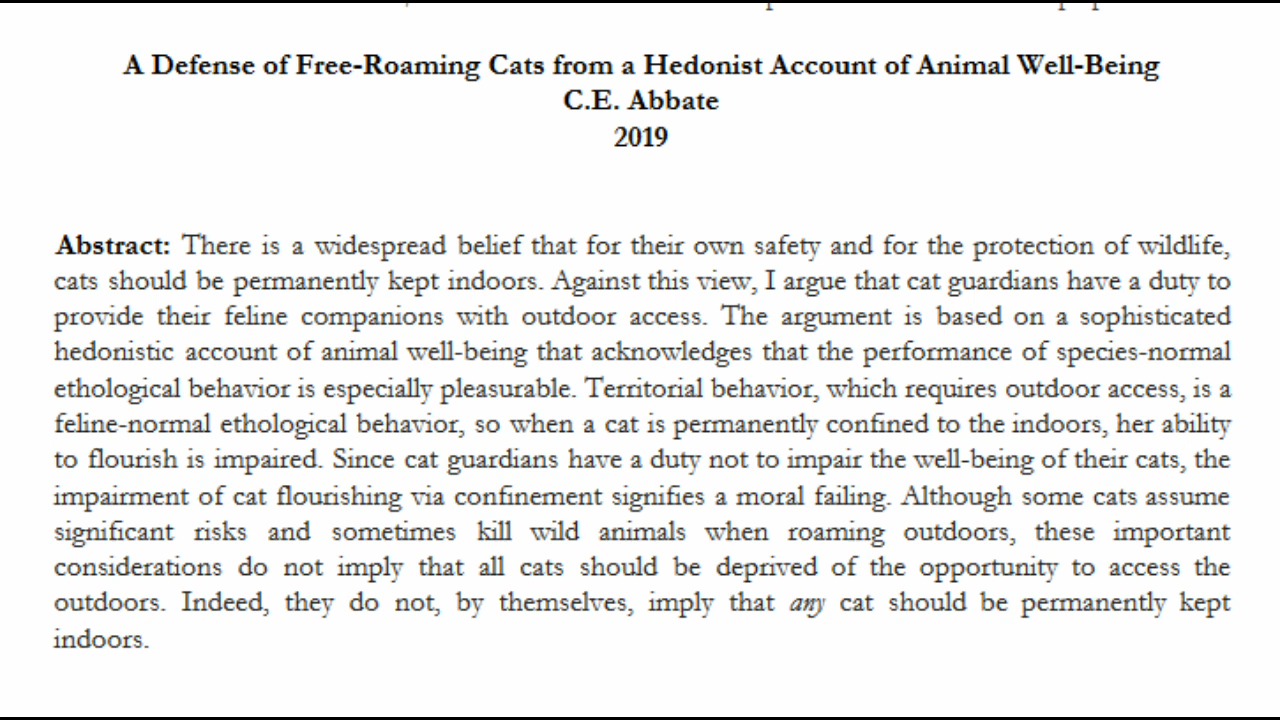 A Defense of Free-Roaming Cats from a Hedonist Account of Animal Well-Being
C.E. Abbate
2019
Abstract: There is a widespread belief that for their own safety and for the protection of wildlife,
cats should be permanently kept indoors. Against this view, I argue that cat guardians have a duty to
provide their feline companions with outdoor access. The argument is based on a sophisticated
hedonistic account of animal well-being that acknowledges that the performance of species-normal
ethological behavior is especially pleasurable. Territorial behavior, which requires outdoor access, is a
feline-normal ethological behavior, so when a cat is permanently confined to the indoors, her ability
to flourish is impaired. Since cat guardians have a duty not to impair the well-being of their cats, the
impairment of cat flourishing via confinement signifies a moral failing. Although some cats assume
significant risks and sometimes kill wild animals when roaming outdoors, these important
considerations do not imply that all cats should be deprived of the opportunity to access the
outdoors. Indeed, they do not, by themselves, imply that any cat should be permanently kept
indoors.